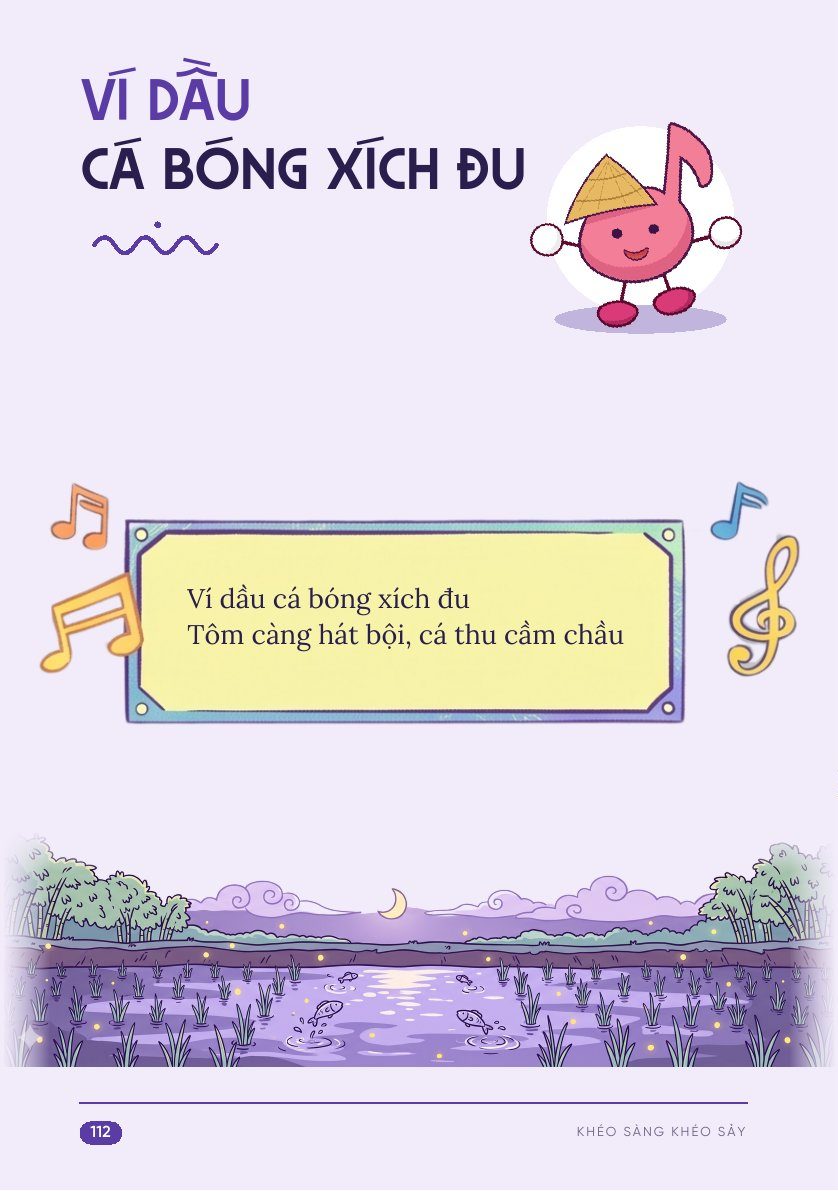 VÍ DẦU
CÁ BÓNG XÍCH ĐU
Ví dầu cá bóng xích đu
Tôm càng hát bội, cá thu cầm chầu
112
KHÉO SÀNG KHÉO SẢY